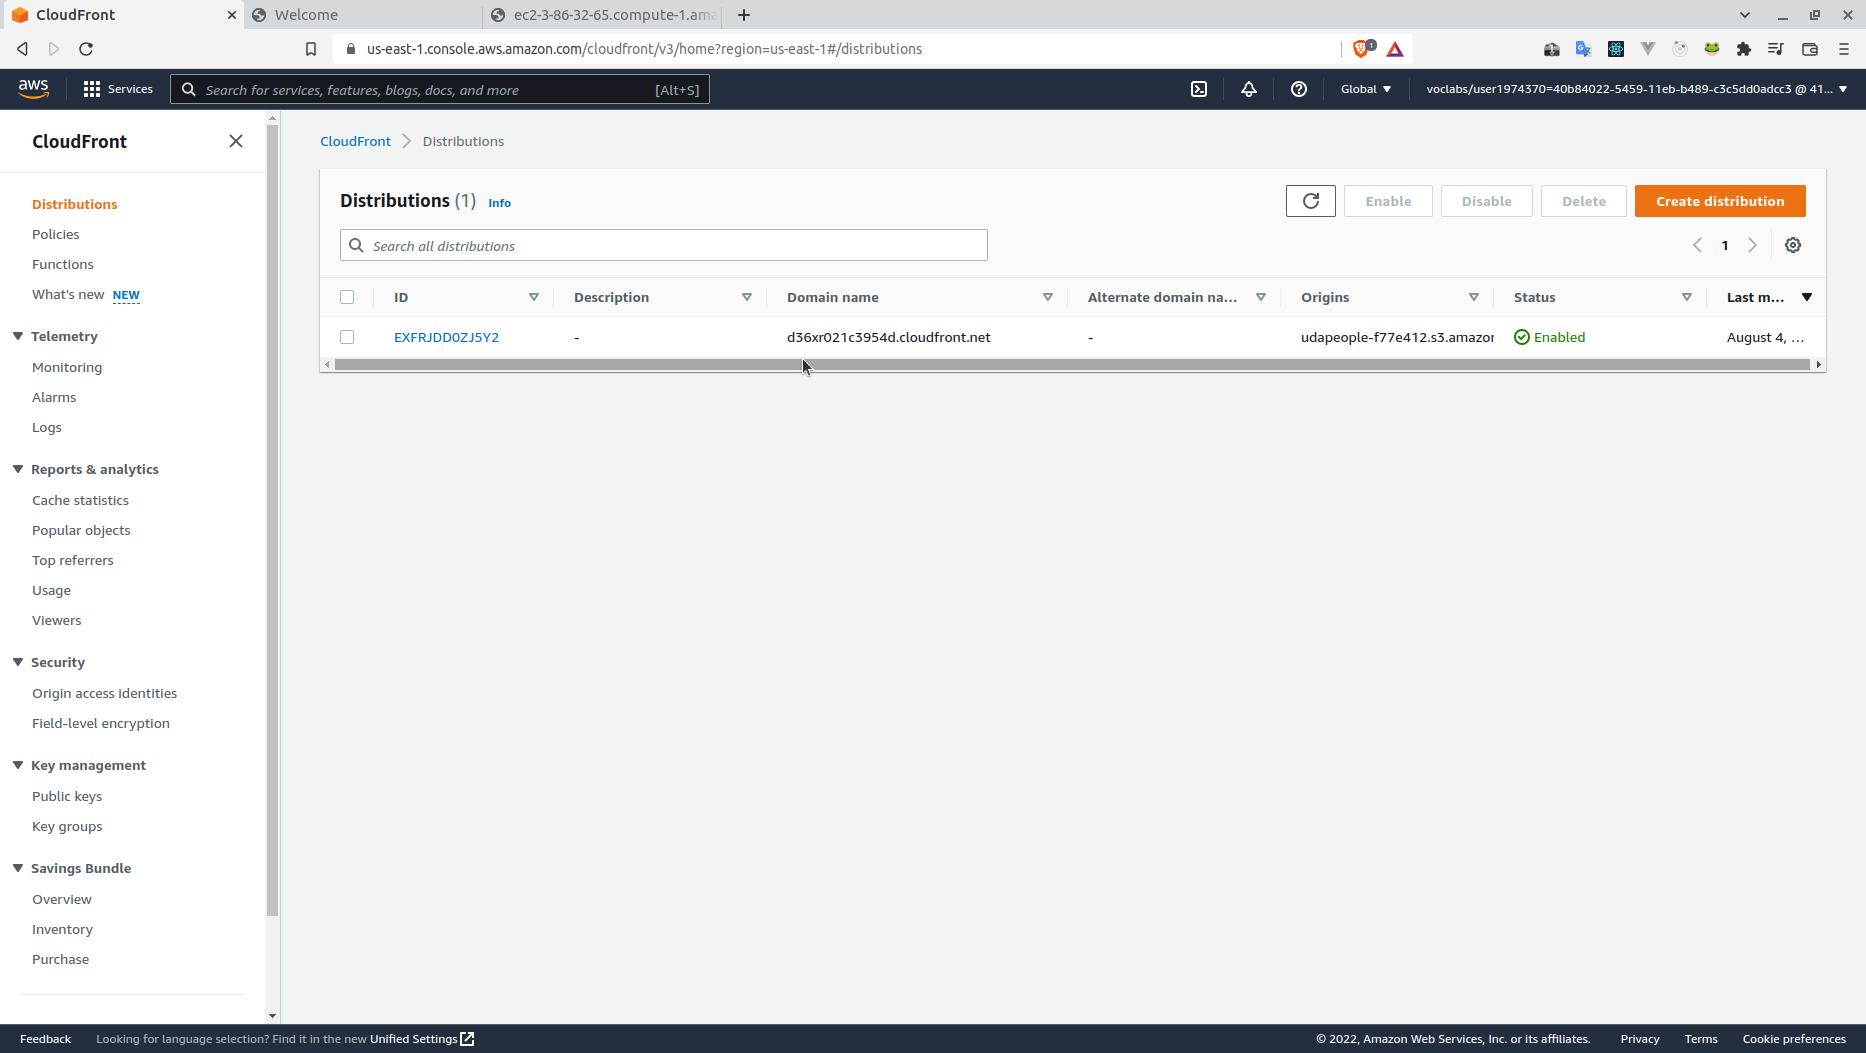 CloudFront
Welcome
ec2-3-86-32-65.compute-1.ama
us-east-1.console.aws.amazon.com/cloudfront/v3/home?region=us-east-1#/distributions
1
aws
Services
Search for services, features, blogs, docs, and more [Alt+S]
Global
voclabs/user1974370=40b84022-5459-11eb-b489-c3c5dd0adcc3 @ 41...
CloudFront
Distributions
Policies
Functions
What's new NEW
Telemetry
Monitoring
Alarms
Logs
Reports & analytics
Cache statistics
Popular objects
Top referrers
Usage
Viewers
Security
Origin access identities
Field-level encryption
Key management
Public keys
Key groups
Savings Bundle
Overview
Inventory
Purchase
CloudFront Distributions
Distributions (1) Info
Enable Disable Delete Create distribution
Search all distributions
1
ID Description Domain name Alternate domain na... Origins Status Last m...
EXFRJDD0ZJ5Y2 - d36xr021c3954d.cloudfront.net - udapeople-f77e412.s3.amazor Enabled August 4, ...
Feedback Looking for language selection? Find it in the new Unified Settings
© 2022, Amazon Web Services, Inc. or its affiliates. Privacy Terms Cookie preferences